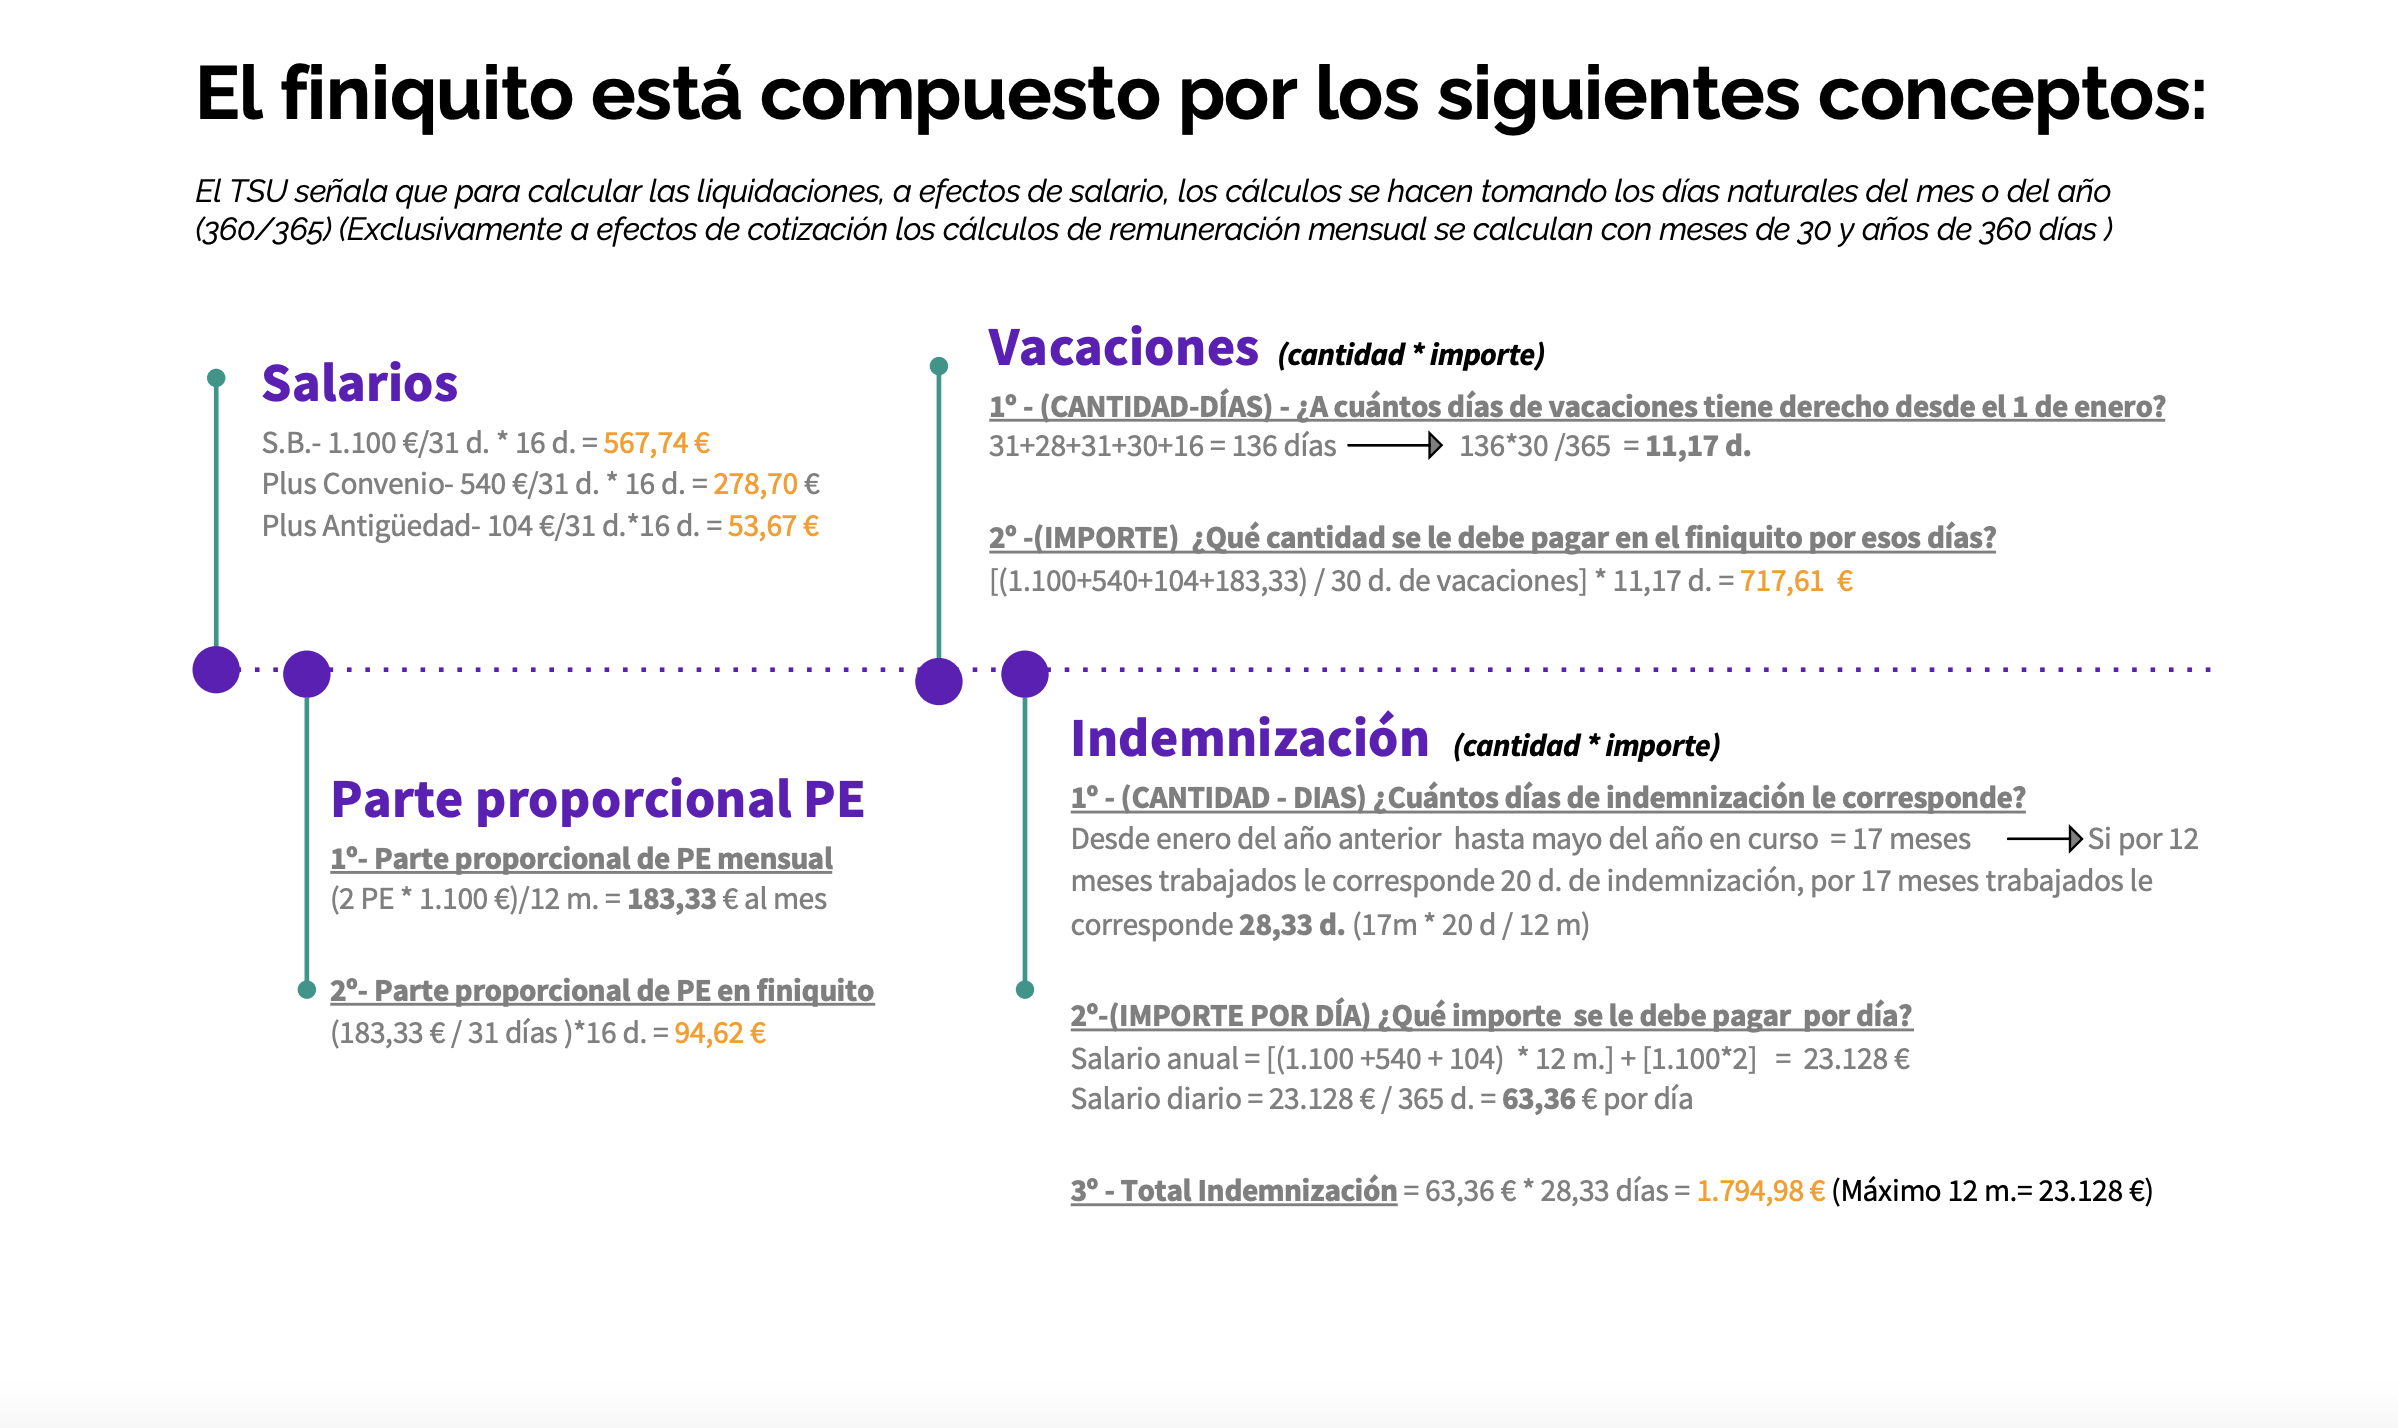 El finiquito está compuesto por los siguientes conceptos:
El TSU señala que para calcular las liquidaciones, a efectos de salario, los cálculos se hacen tomando los días naturales del mes o del año
(360/365) (Exclusivamente a efectos de cotización los cálculos de remuneración mensual se calculan con meses de 30 y años de 360 días )
Salarios
S.B.- 1.100 €/31 d. * 16 d. = 567,74 €
Plus Convenio- 540 €/31 d. * 16 d. = 278,70 €
Plus Antigüedad- 104 €/31 d.*16 d. = 53,67 €
Vacaciones (cantidad * importe)
1º - (CANTIDAD-DÍAS) - ¿A cuántos días de vacaciones tiene derecho desde el 1 de enero?
31+28+31+30+16 = 136 días 136*30 /365 = 11,17 d.
2º -(IMPORTE) ¿Qué cantidad se le debe pagar en el finiquito por esos días?
[(1.100+540+104+183,33) / 30 d. de vacaciones] * 11,17 d. = 717,61 €
Parte proporcional PE
1º- Parte proporcional de PE mensual
(2 PE * 1.100 €)/12 m. = 183,33 € al mes
2º- Parte proporcional de PE en finiquito
(183,33 € / 31 días )*16 d. = 94,62 €
Indemnización (cantidad * importe)
1º - (CANTIDAD - DIAS) ¿Cuántos días de indemnización le corresponde?
Desde enero del año anterior hasta mayo del año en curso = 17 meses Si por 12
meses trabajados le corresponde 20 d. de indemnización, por 17 meses trabajados le
corresponde 28,33 d. (17m * 20 d / 12 m)
2º-(IMPORTE POR DÍA) ¿Qué importe se le debe pagar por día?
Salario anual = [(1.100 +540 + 104) * 12 m.] + [1.100*2] = 23.128 €
Salario diario = 23.128 € / 365 d. = 63,36 € por día
3º - Total Indemnización = 63,36 € * 28,33 días = 1.794,98 € (Máximo 12 m.= 23.128 €)